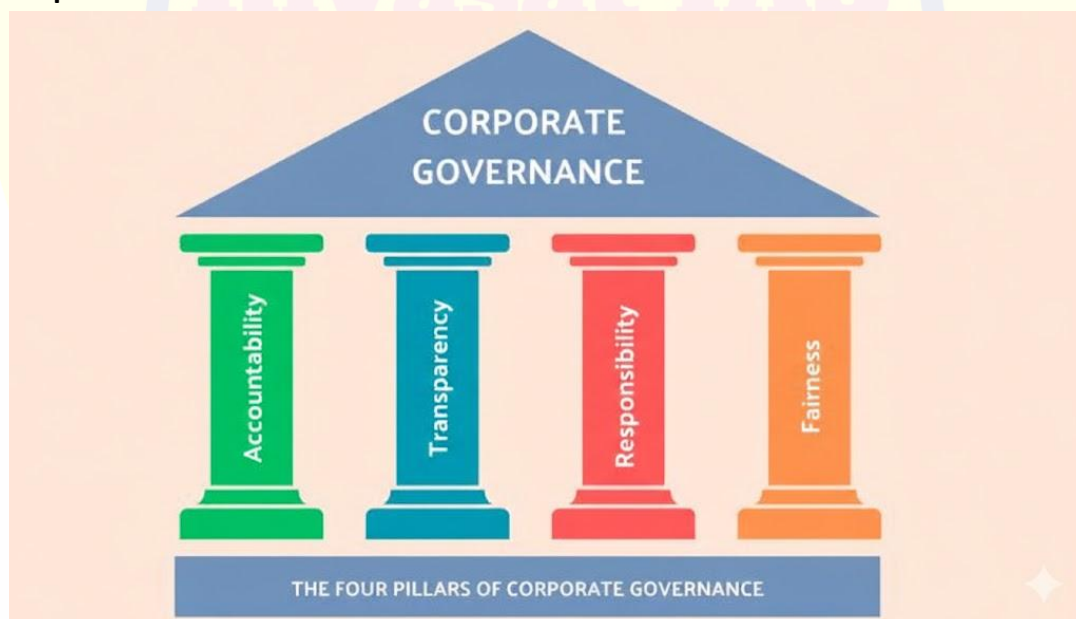 CORPORATE
GOVERNANCE
Accountability
Transparency
Responsibility
Fairness
THE FOUR PILLARS OF CORPORATE GOVERNANCE